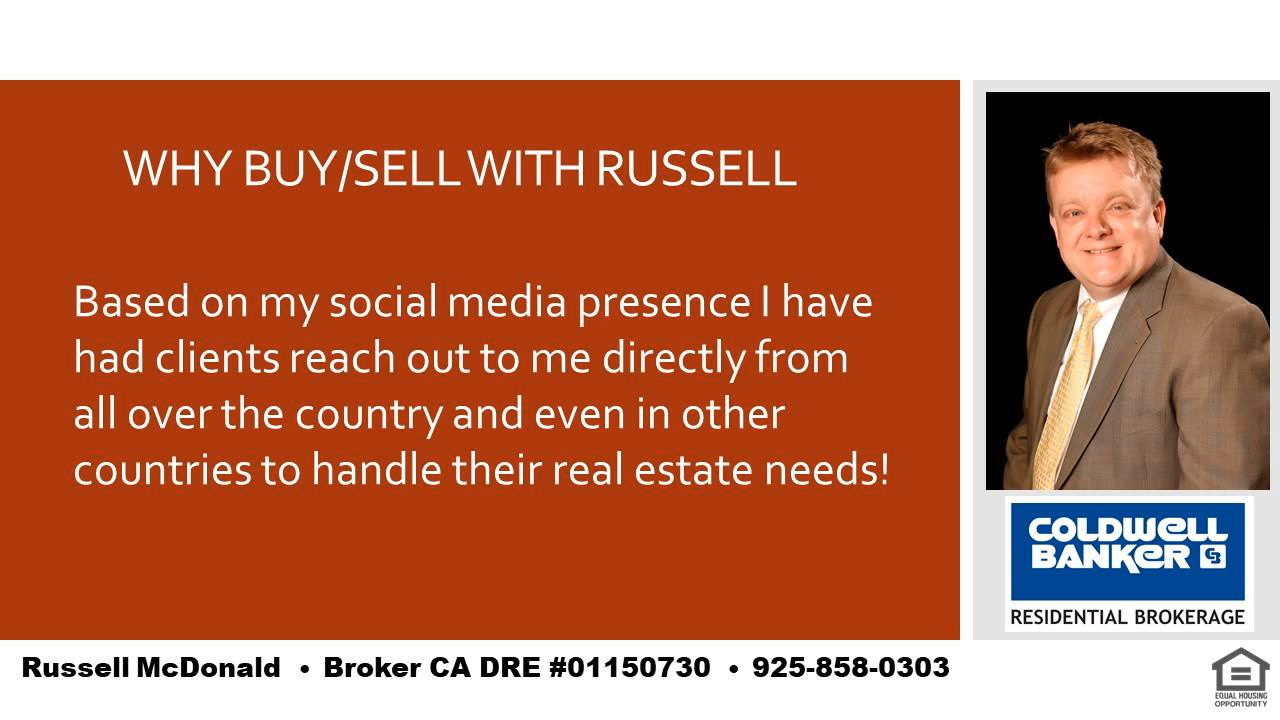 WHY BUY/SELL WITH RUSSELL
Based on my social media presence I have
had clients reach out to me directly from
all over the country and even in other
countries to handle their real estate needs!
COLDWELL
BANKER CB
RESIDENTIAL BROKERAGE
Russell McDonald • Broker CA DRE #01150730 • 925-858-0303
EQUAL HOUSING
OPPORTUNITY